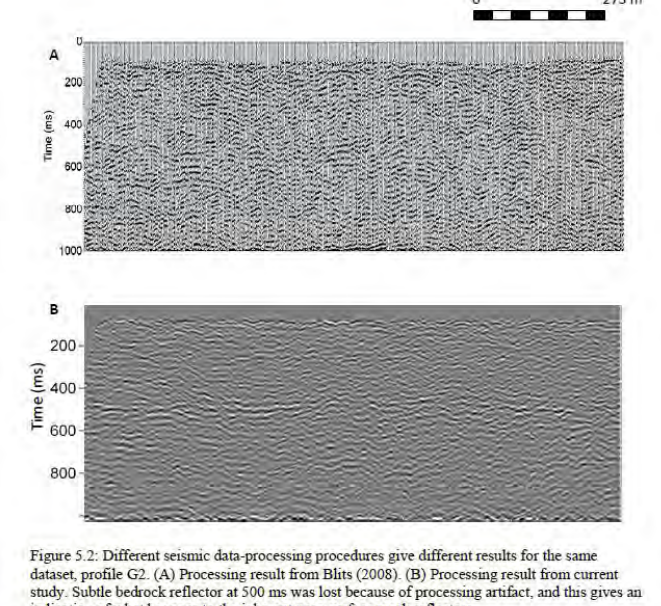 0 275 m
A
0
200
400
600
800
1000
Time (ms)
B
200
400
600
800
Time (ms)
Figure 5.2: Different seismic data-processing procedures give different results for the same
dataset, profile G2. (A) Processing result from Blits (2008). (B) Processing result from current
study. Subtle bedrock reflector at 500 ms was lost because of processing artifact, and this gives an